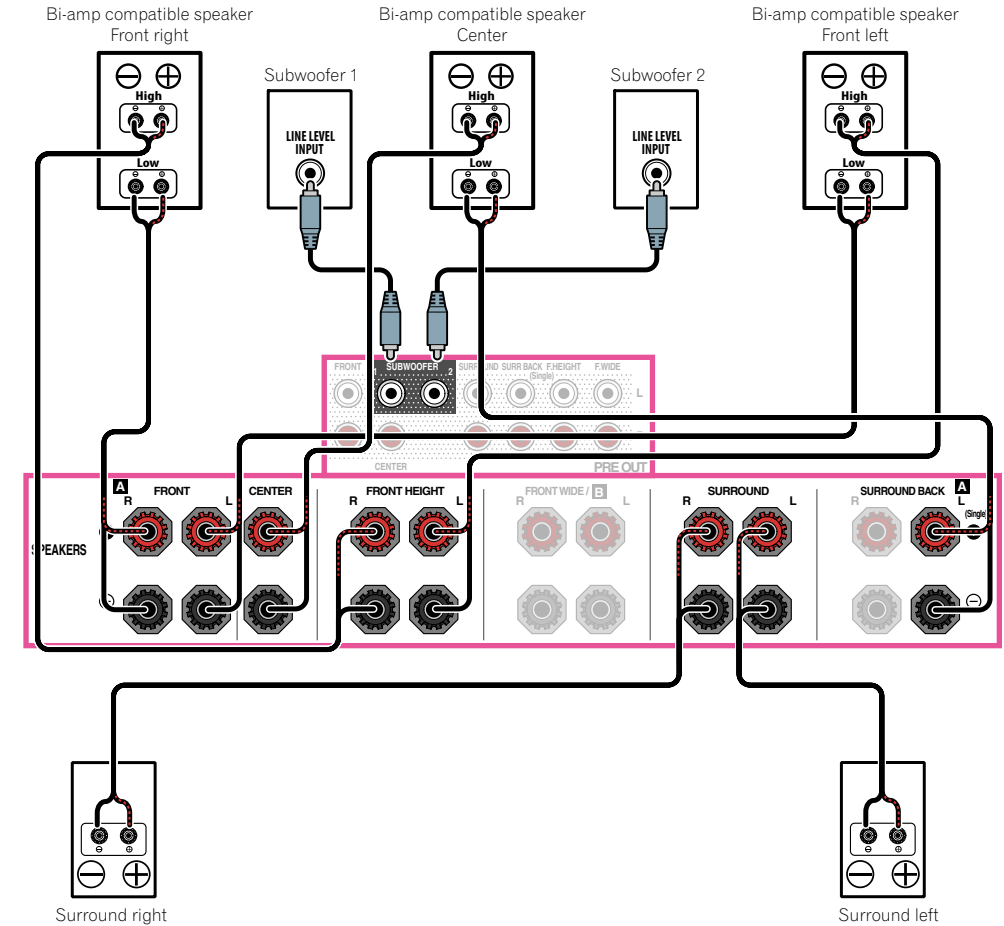 Bi-amp compatible speaker
Front right
Bi-amp compatible speaker
Center
Bi-amp compatible speaker
Front left
Subwoofer 1
Subwoofer 2
High
Low
LINE LEVEL
INPUT
High
Low
LINE LEVEL
INPUT
High
Low
FRONT
1 SUBWOOFER 2
SURROUND
SURR BACK
(Single)
F.HEIGHT
F.WIDE
L
CENTER
PRE OUT
A
FRONT
R
L
CENTER
FRONT HEIGHT
R
L
FRONT WIDE / B
R
L
SURROUND
R
L
SURROUND BACK
A
R
L
(Single)
SPEAKERS
Surround right
Surround left